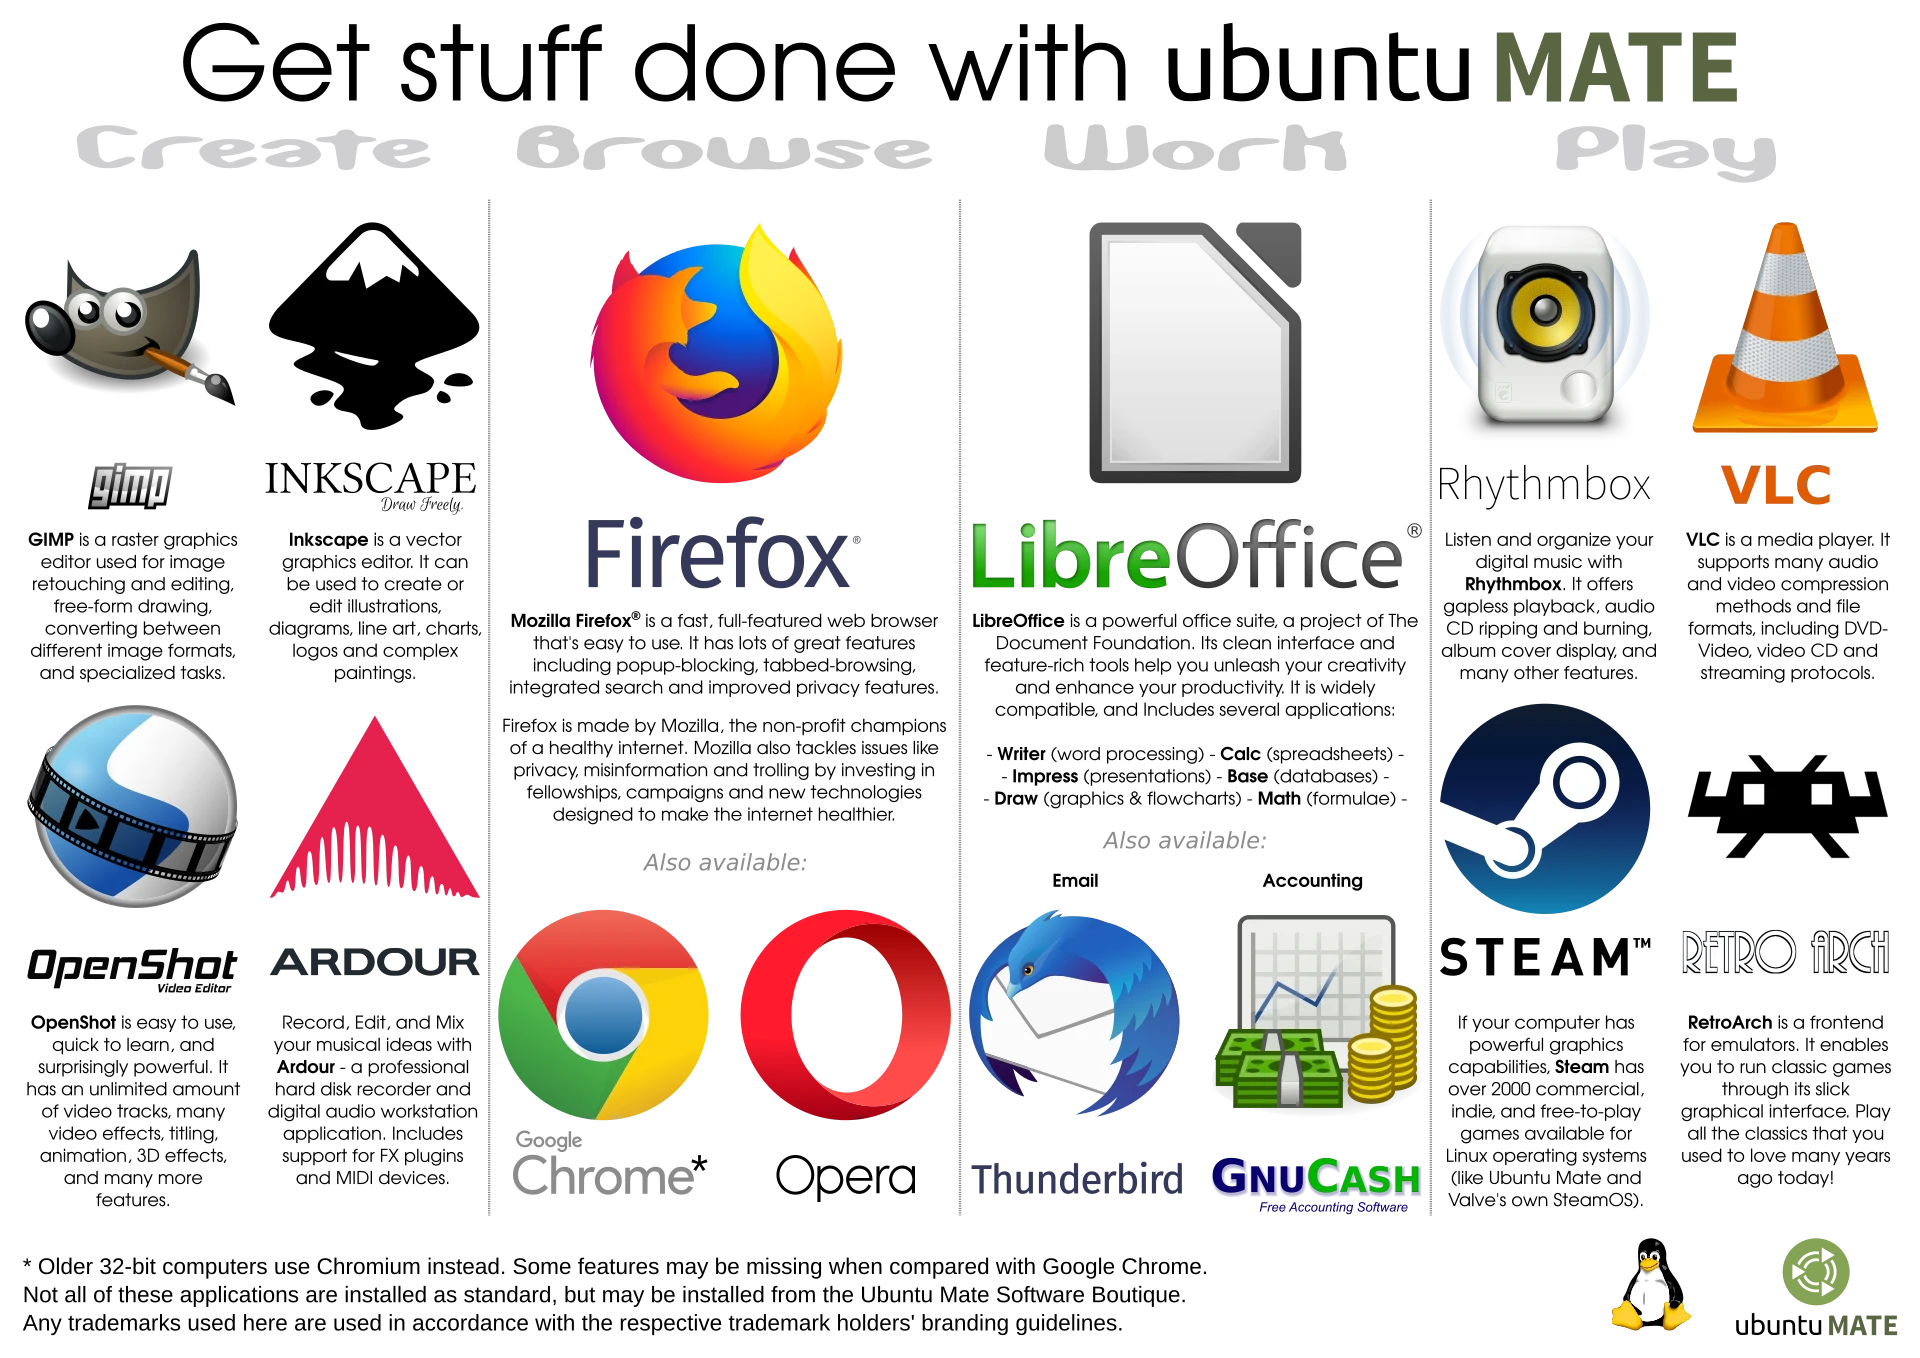 Get stuff done with ubuntu MATE
Create Browse Work Play
gimp
GIMP is a raster graphics
editor used for image
retouching and editing,
free-form drawing,
converting between
different image formats,
and specialized tasks.
INKSCAPE
Draw Freely.
Inkscape is a vector
graphics editor. It can
be used to create or
edit illustrations,
diagrams, line art, charts,
logos and complex
paintings.
OpenShot
Video Editor
OpenShot is easy to use,
quick to learn, and
surprisingly powerful. It
has an unlimited amount
of video tracks, many
video effects, titling,
animation, 3D effects,
and many more
features.
ARDOUR
Record, Edit, and Mix
your musical ideas with
Ardour - a professional
hard disk recorder and
digital audio workstation
application. Includes
support for FX plugins
and MIDI devices.
Firefox®
Mozilla Firefox® is a fast, full-featured web browser
that's easy to use. It has lots of great features
including popup-blocking, tabbed-browsing,
integrated search and improved privacy features.
Firefox is made by Mozilla, the non-profit champions
of a healthy internet. Mozilla also tackles issues like
privacy, misinformation and trolling by investing in
fellowships, campaigns and new technologies
designed to make the internet healthier.
Also available:
Google
Chrome*
Opera
LibreOffice®
LibreOffice is a powerful office suite, a project of The
Document Foundation. Its clean interface and
feature-rich tools help you unleash your creativity
and enhance your productivity. It is widely
compatible, and Includes several applications:
- Writer (word processing) - Calc (spreadsheets) -
- Impress (presentations) - Base (databases) -
- Draw (graphics & flowcharts) - Math (formulae) -
Also available:
Email
Thunderbird
Accounting
GNUCASH
Free Accounting Software
Rhythmbox
Listen and organize your
digital music with
Rhythmbox. It offers
gapless playback, audio
CD ripping and burning,
album cover display, and
many other features.
VLC
VLC is a media player. It
supports many audio
and video compression
methods and file
formats, including DVD-
Video, video CD and
streaming protocols.
STEAM™
If your computer has
powerful graphics
capabilities, Steam has
over 2000 commercial,
indie, and free-to-play
games available for
Linux operating systems
(like Ubuntu Mate and
Valve's own SteamOS).
RETRO ARCH
RetroArch is a frontend
for emulators. It enables
you to run classic games
through its slick
graphical interface. Play
all the classics that you
used to love many years
ago today!
* Older 32-bit computers use Chromium instead. Some features may be missing when compared with Google Chrome.
Not all of these applications are installed as standard, but may be installed from the Ubuntu Mate Software Boutique.
Any trademarks used here are used in accordance with the respective trademark holders' branding guidelines.
ubuntu MATE